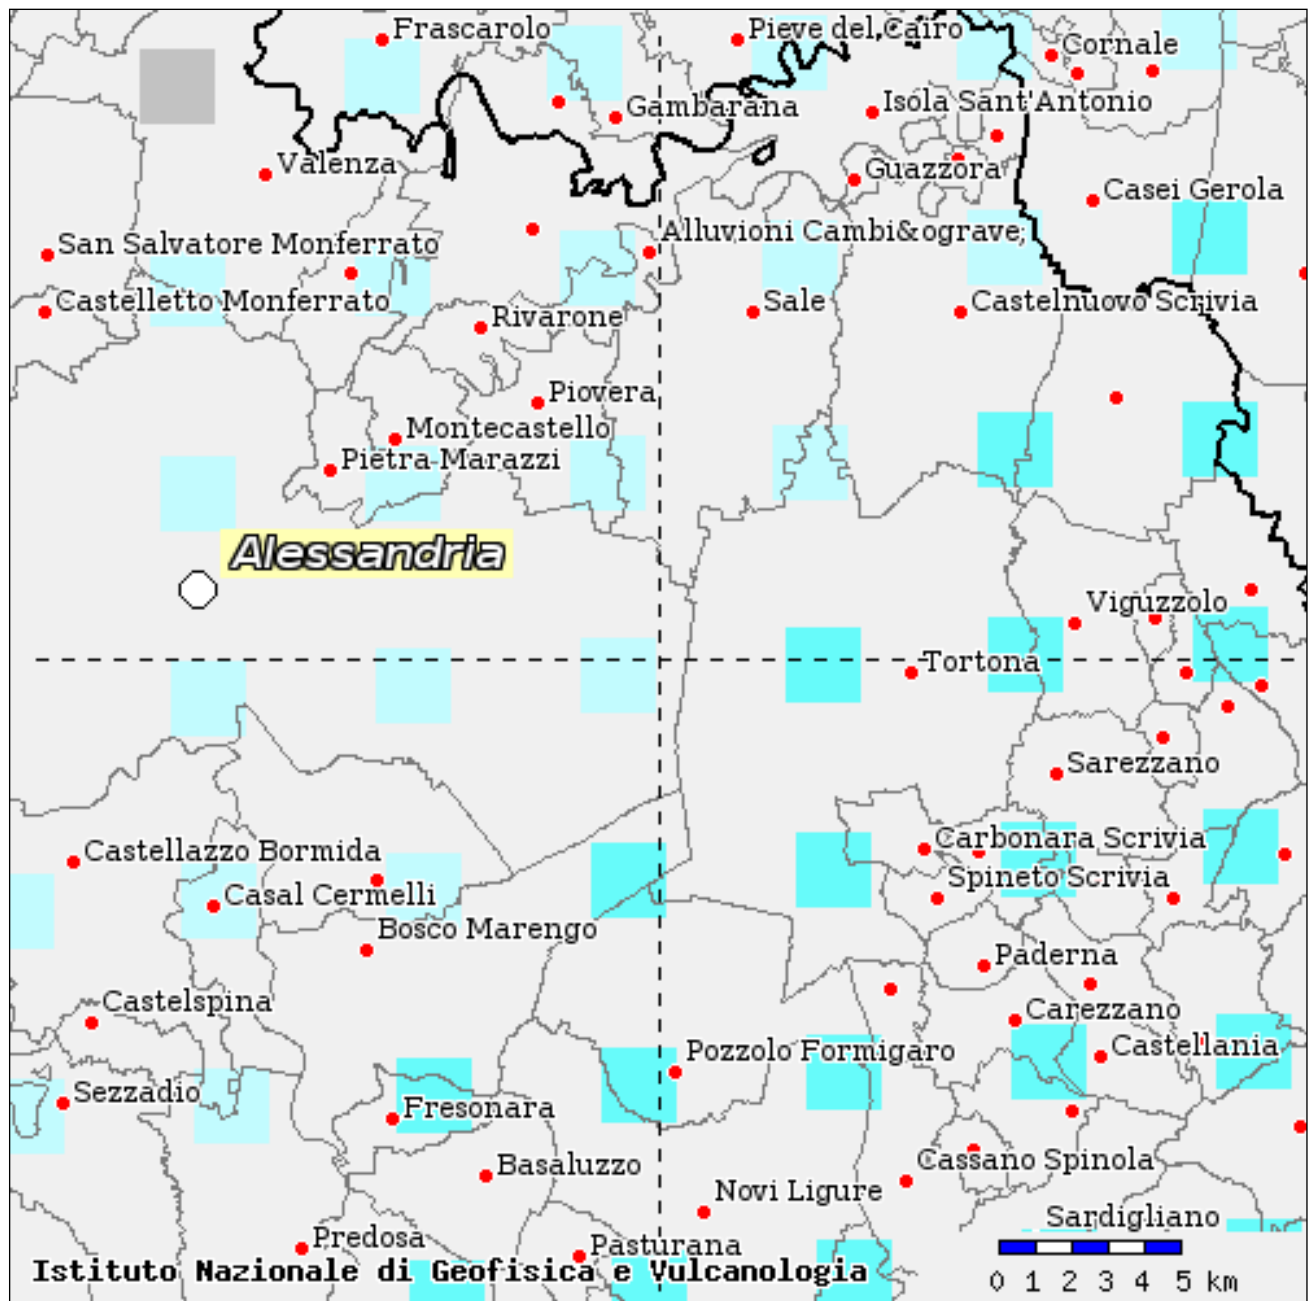 Frascarolo
Pieve del Cairo
Cornale
Gambarana
Isola Sant'Antonio
Valenza
Guazzora
Casei Gerola
San Salvatore Monferrato
Alluvioni Cambi&ograve;
Castelletto Monferrato
Rivarone
Sale
Castelnuovo Scrivia
Piovera
Montecastello
Pietra Marazzi
Alessandria
Viguzzolo
Tortona
Sarezzano
Castellazzo Bormida
Carbonara Scrivia
Casal Cermelli
Spineto Scrivia
Bosco Marengo
Paderna
Castelspina
Carezzano
Pozzolo Formigaro
Castellania
Sezzadio
Fresonara
Basaluzzo
Cassano Spinola
Novi Ligure
Sardigliano
Predosa
Pasturana
Istituto Nazionale di Geofisica e Vulcanologia
0 1 2 3 4 5 km